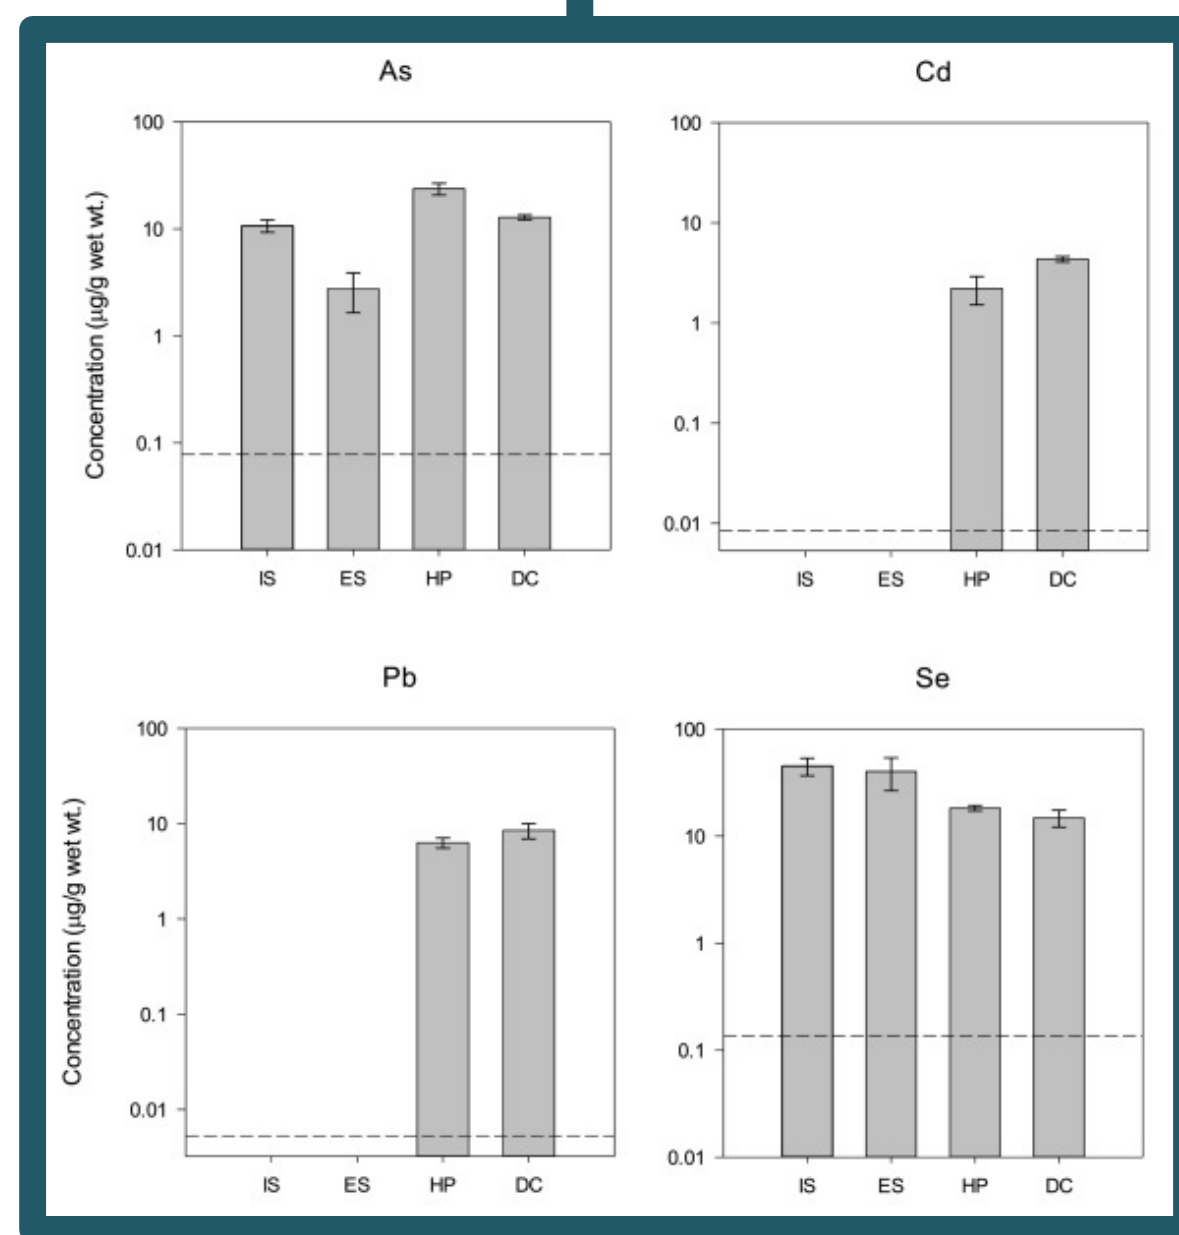 As
Concentration (µg/g wet wt.)
100
10
1
0.1
0.01
IS ES HP DC
Cd
100
10
1
0.1
0.01
IS ES HP DC
Pb
Concentration (µg/g wet wt.)
100
10
1
0.1
0.01
IS ES HP DC
Se
100
10
1
0.1
0.01
IS ES HP DC